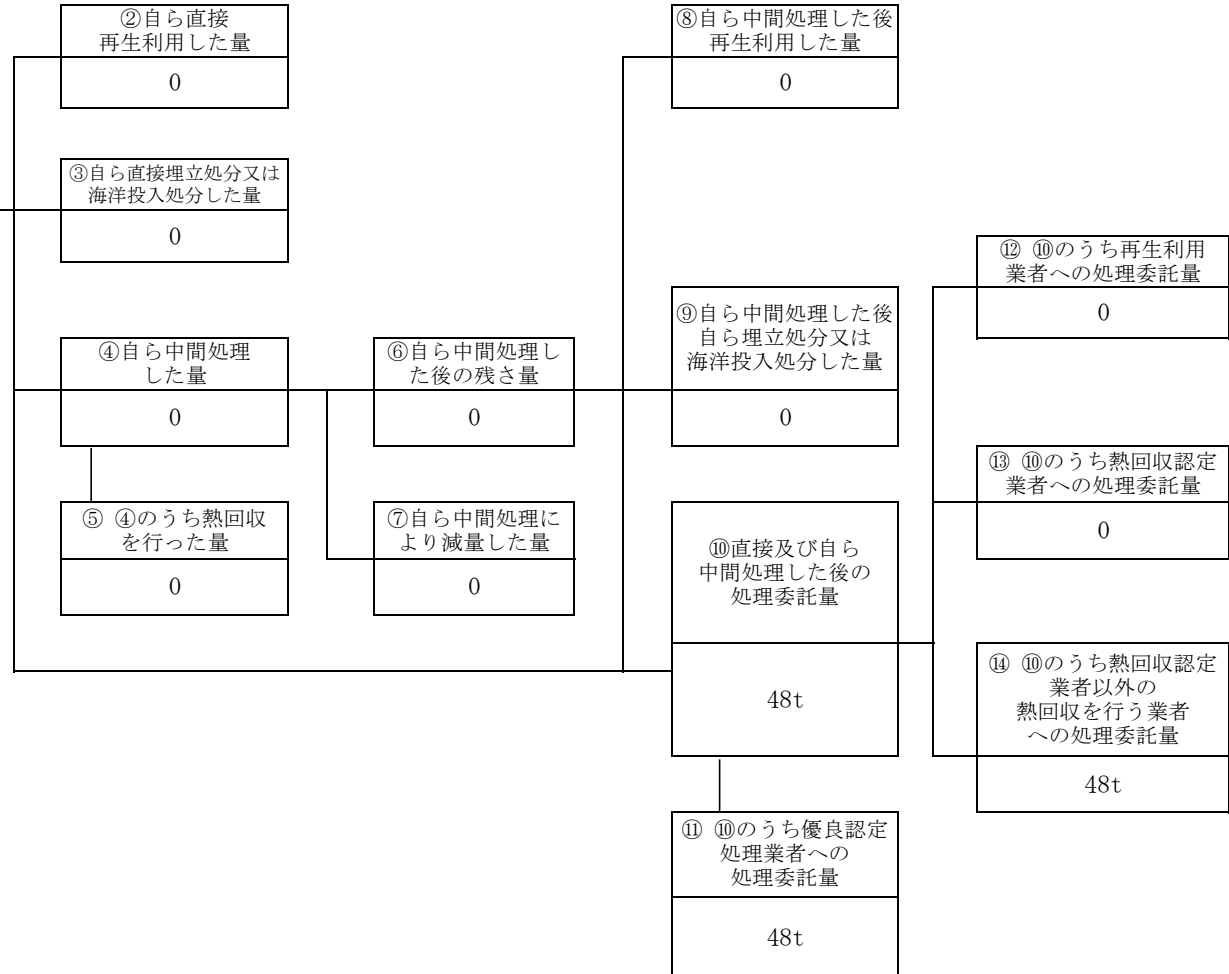 ②自ら直接
再生利用した量
0
⑧自ら中間処理した後
再生利用した量
0
③自ら直接埋立処分又は
海洋投入処分した量
0
⑫ ⑩のうち再生利用
業者への処理委託量
0
④自ら中間処理
した量
0
⑥自ら中間処理し
た後の残さ量
0
⑨自ら中間処理した後
自ら埋立処分又は
海洋投入処分した量
0
⑬ ⑩のうち熱回収認定
業者への処理委託量
0
⑤ ④のうち熱回収
を行った量
0
⑦自ら中間処理に
より減量した量
0
⑩直接及び自ら
中間処理した後の
処理委託量
48t
⑭ ⑩のうち熱回収認定
業者以外の
熱回収を行う業者
への処理委託量
48t
⑪ ⑩のうち優良認定
処理業者への
処理委託量
48t